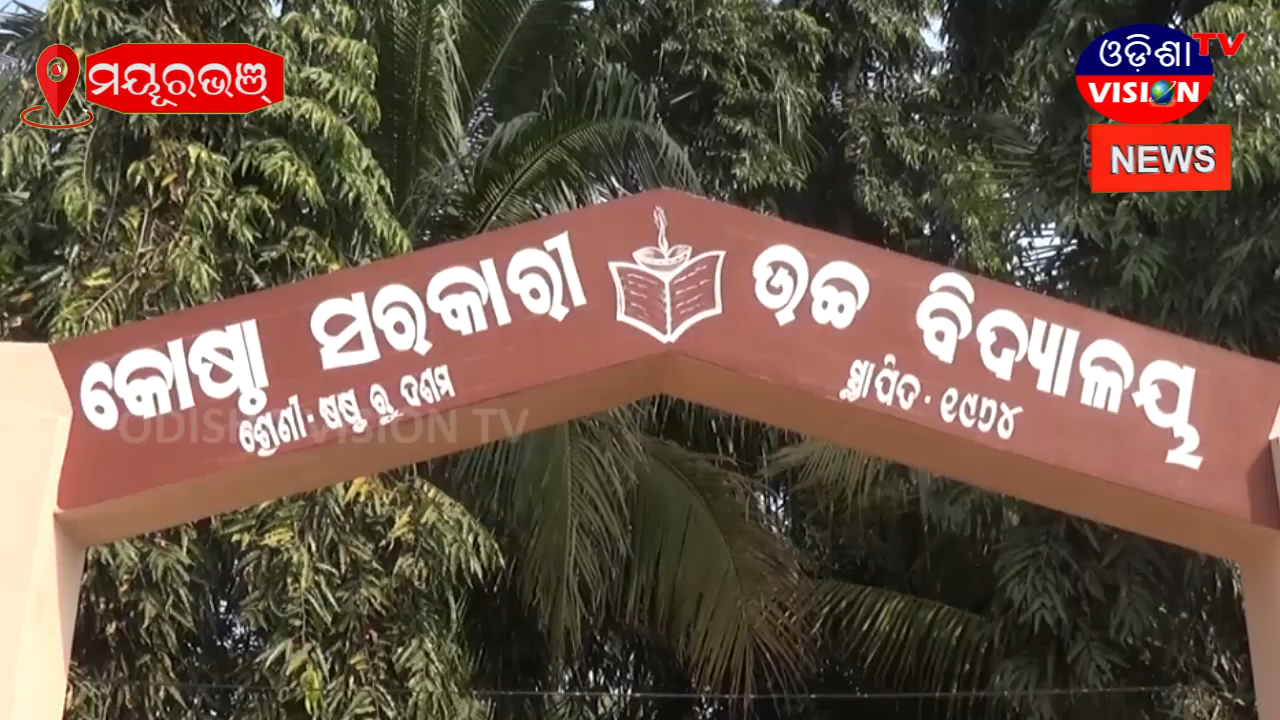 ମୟୂରଭଞ୍ଜ
ଓଡ଼ିଶା TV
VISION
NEWS
କୋଷ୍ଠା ସରକାରୀ ଉଚ୍ଚ ବିଦ୍ୟାଳୟ
ଶ୍ରେଣୀ - ଷଷ୍ଠ ରୁ ଦଶମ
ସ୍ଥାପିତ - ୧୯୬୪
ODISHA VISION TV